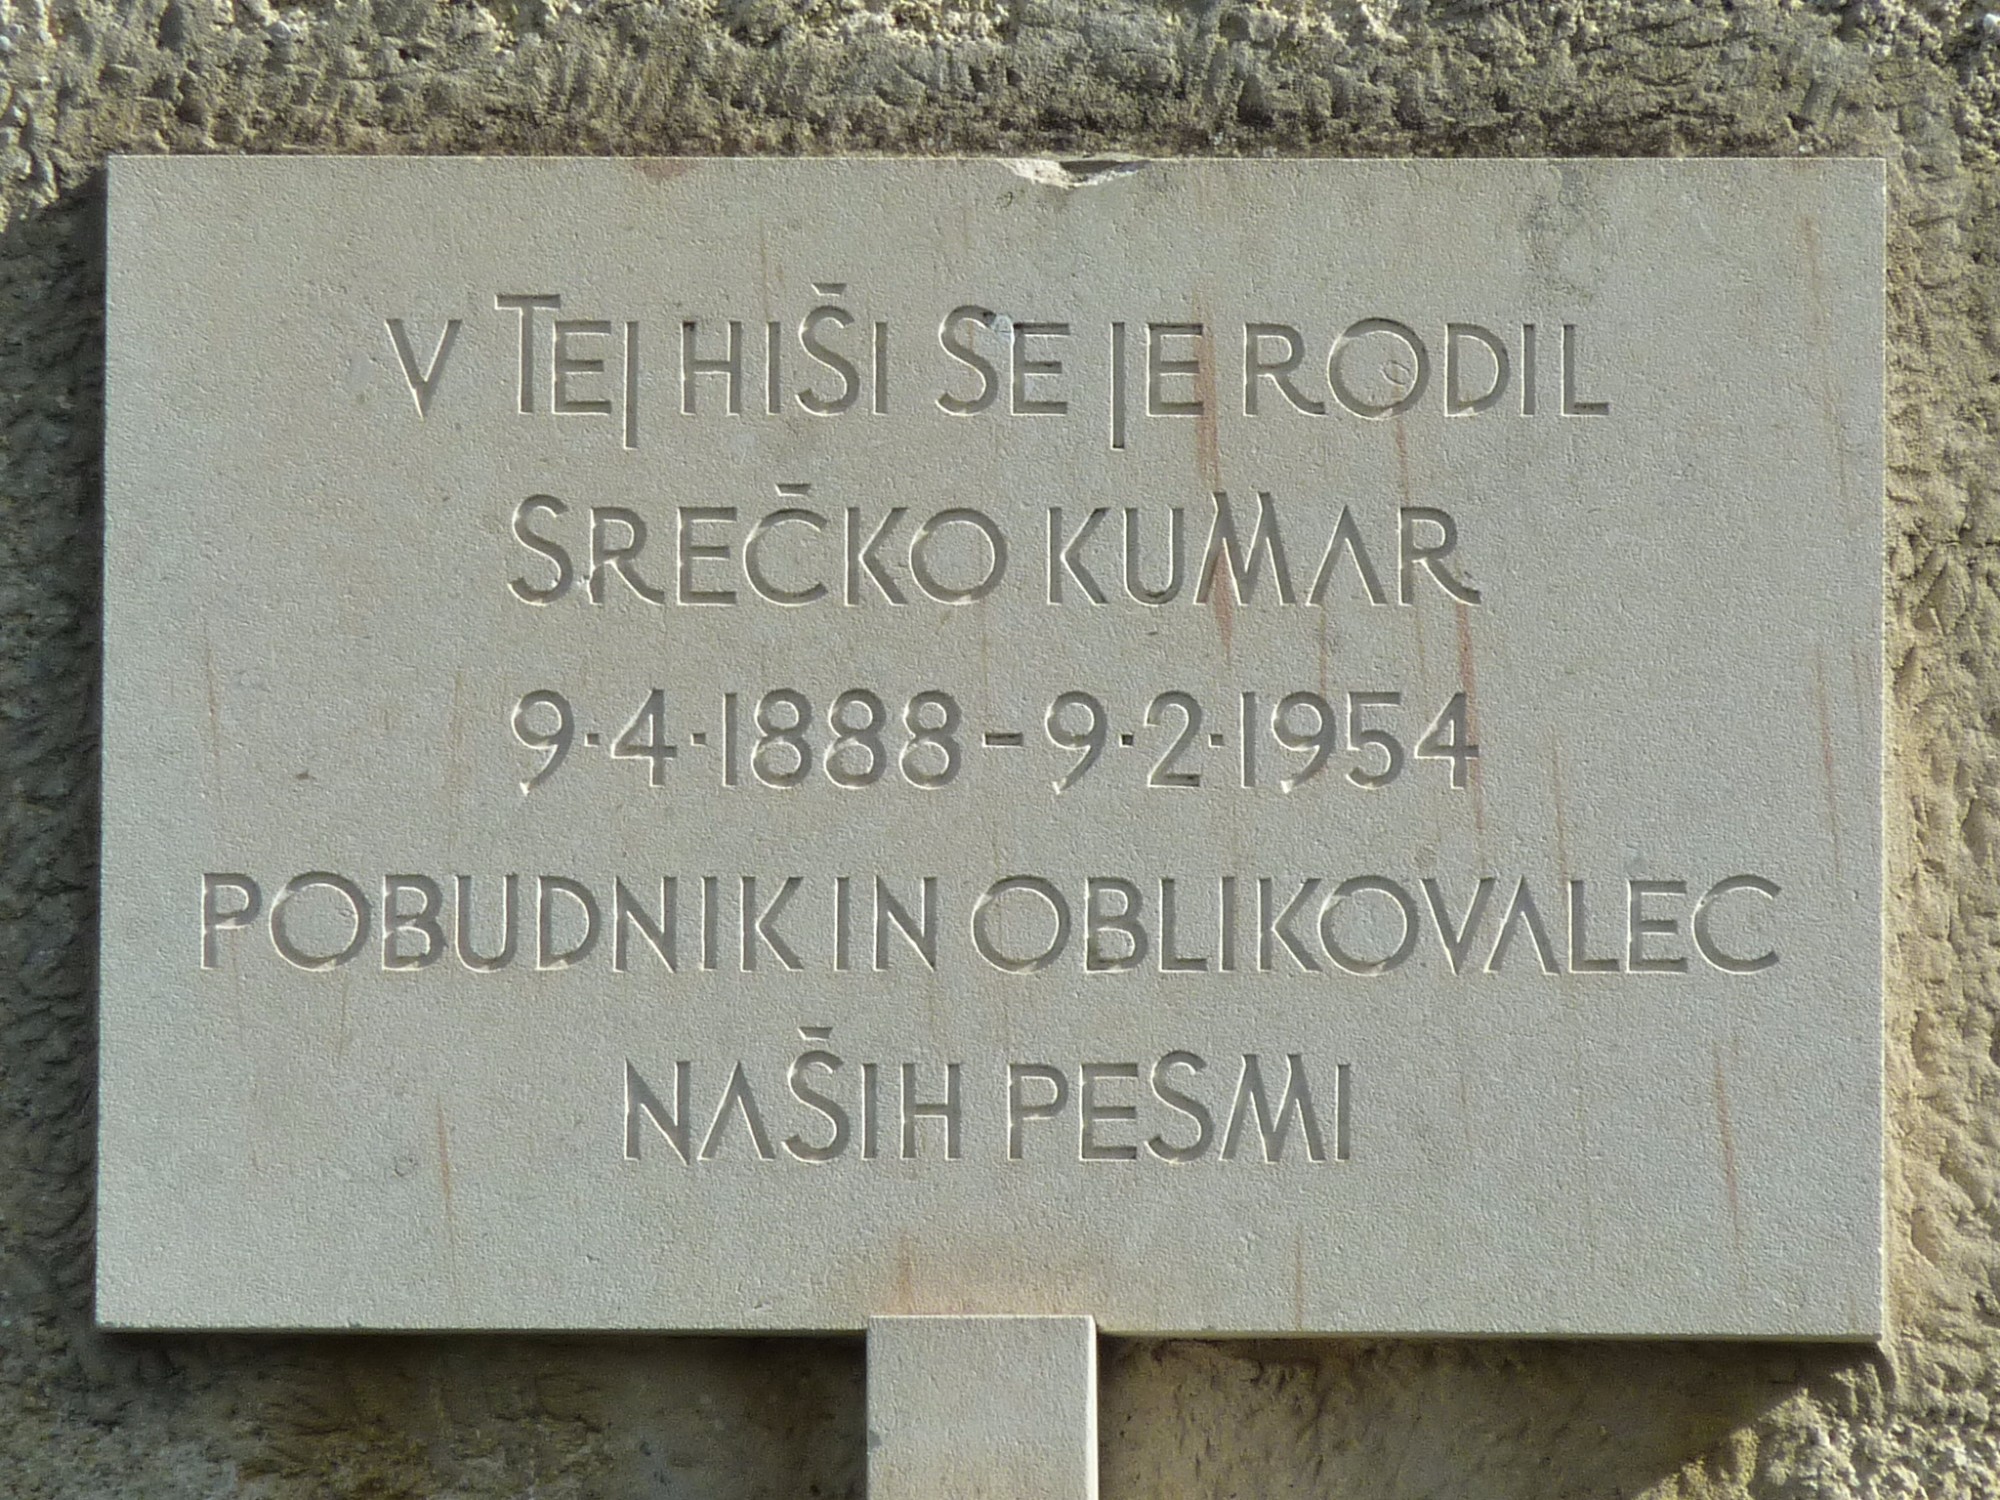 V TEJ HIŠI SE JE RODIL
SREČKO KUMAR
9·4·1888-9·2·1954
POBUDNIK IN OBLIKOVALEC
NAŠIH PESMI